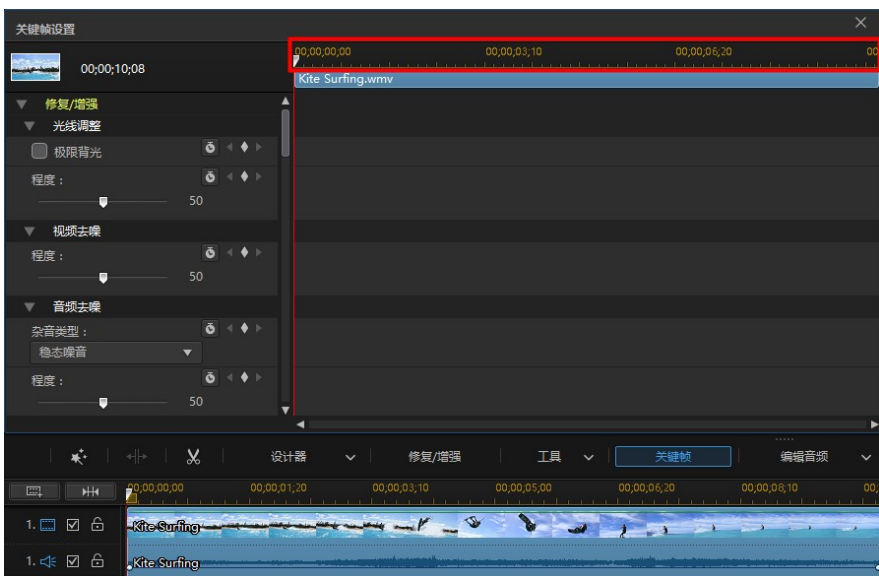 关键帧设置
00;00;00;00 00;00;03;10 00;00;06;20 00
00;00;10;08
Kite Surfing.wmv
修复/增强
光线调整
极限背光
程度：
50
视频去噪
程度：
50
音频去噪
杂音类型：
稳态噪音
程度：
50
设计器 修复/增强 工具 关键帧 编辑音频
00;00;00;00 00;00;01;20 00;00;03;10 00;00;05;00 00;00;06;20 00;00;08;10 00;
1. Kite Surfing
1. Kite Surfing